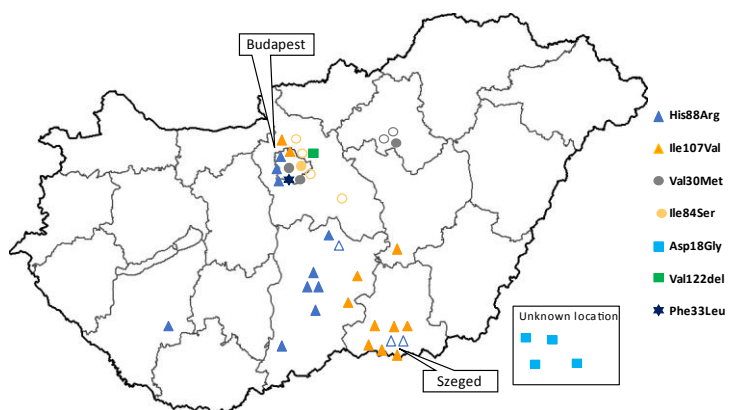 Budapest
His88Arg
Ile107Val
Val30Met
Ile84Ser
Asp18Gly
Val122del
Phe33Leu
Unknown location
Szeged